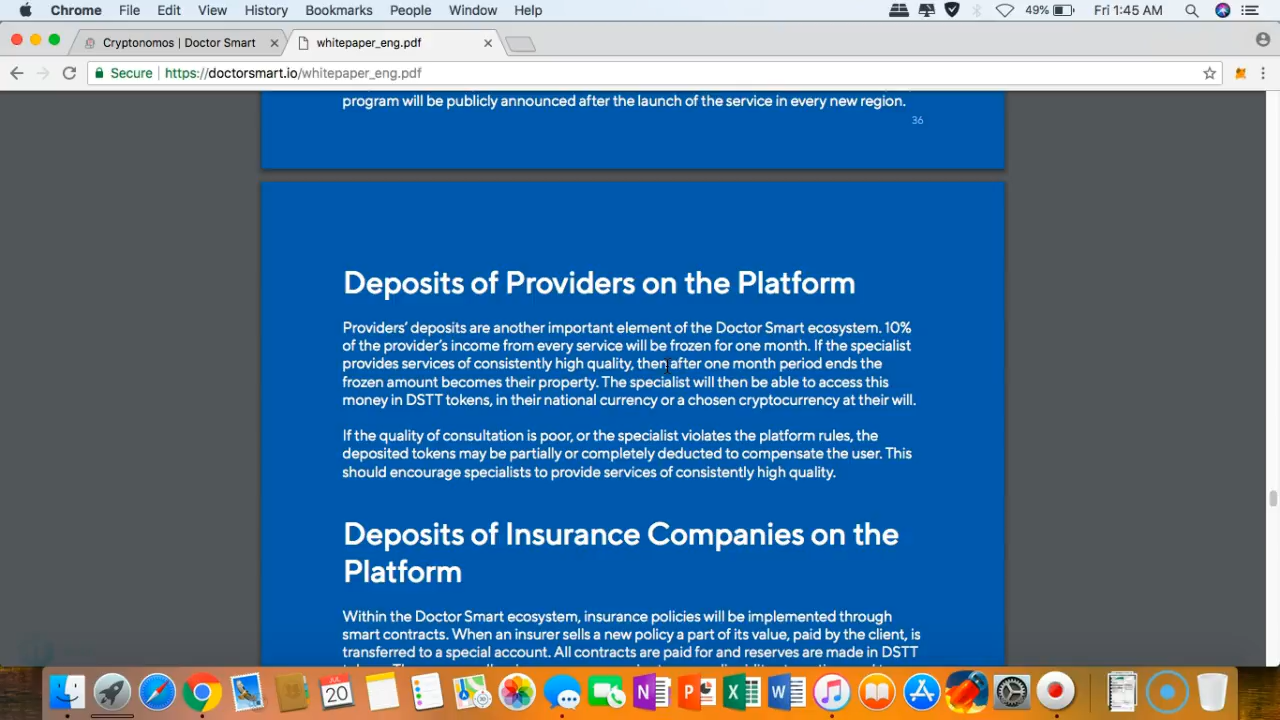 Chrome File Edit View History Bookmarks People Window Help 49% Fri 1:45 AM
Cryptonomos | Doctor Smart whitepaper_eng.pdf
Secure https://doctorsmart.io/whitepaper_eng.pdf
program will be publicly announced after the launch of the service in every new region.
36
Deposits of Providers on the Platform
Providers’ deposits are another important element of the Doctor Smart ecosystem. 10%
of the provider’s income from every service will be frozen for one month. If the specialist
provides services of consistently high quality, then after one month period ends the
frozen amount becomes their property. The specialist will then be able to access this
money in DSTT tokens, in their national currency or a chosen cryptocurrency at their will.
If the quality of consultation is poor, or the specialist violates the platform rules, the
deposited tokens may be partially or completely deducted to compensate the user. This
should encourage specialists to provide services of consistently high quality.
Deposits of Insurance Companies on the
Platform
Within the Doctor Smart ecosystem, insurance policies will be implemented through
smart contracts. When an insurer sells a new policy a part of its value, paid by the client, is
transferred to a special account. All contracts are paid for and reserves are made in DSTT
JUL
20
N P X W